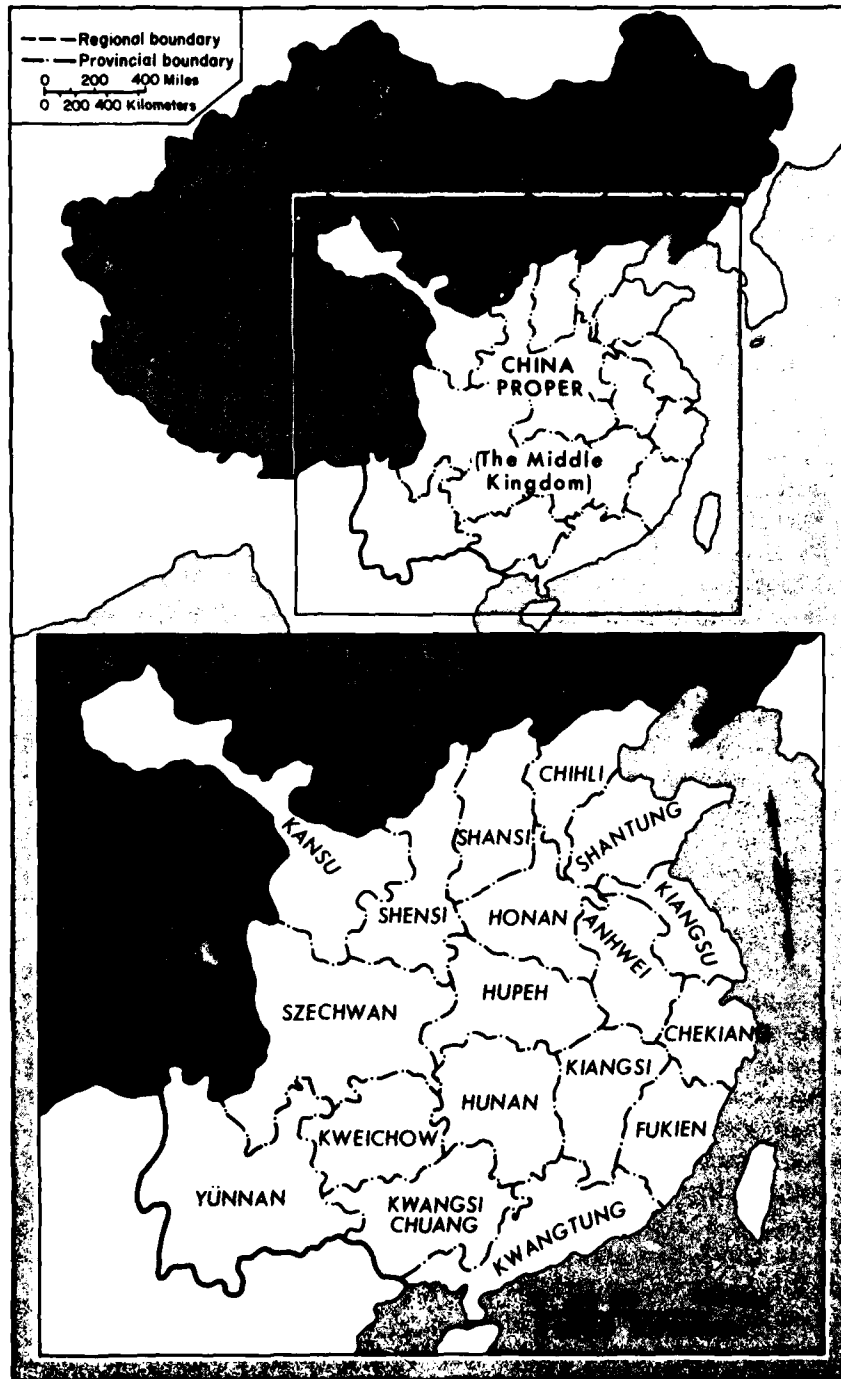 Regional boundary
Provincial boundary
0 200 400 Miles
0 200 400 Kilometers
CHINA
PROPER
(The Middle
Kingdom)
CHIHLI
SHANSI
SHANTUNG
KANSU
SHENSI
HONAN
KIANGSU
ANHWEI
SZECHWAN
HUPEH
CHEKIANG
KIANGSI
HUNAN
KWEICHOW
FUKIEN
YÜNNAN
KWANGSI
CHUANG
KWANGTUNG